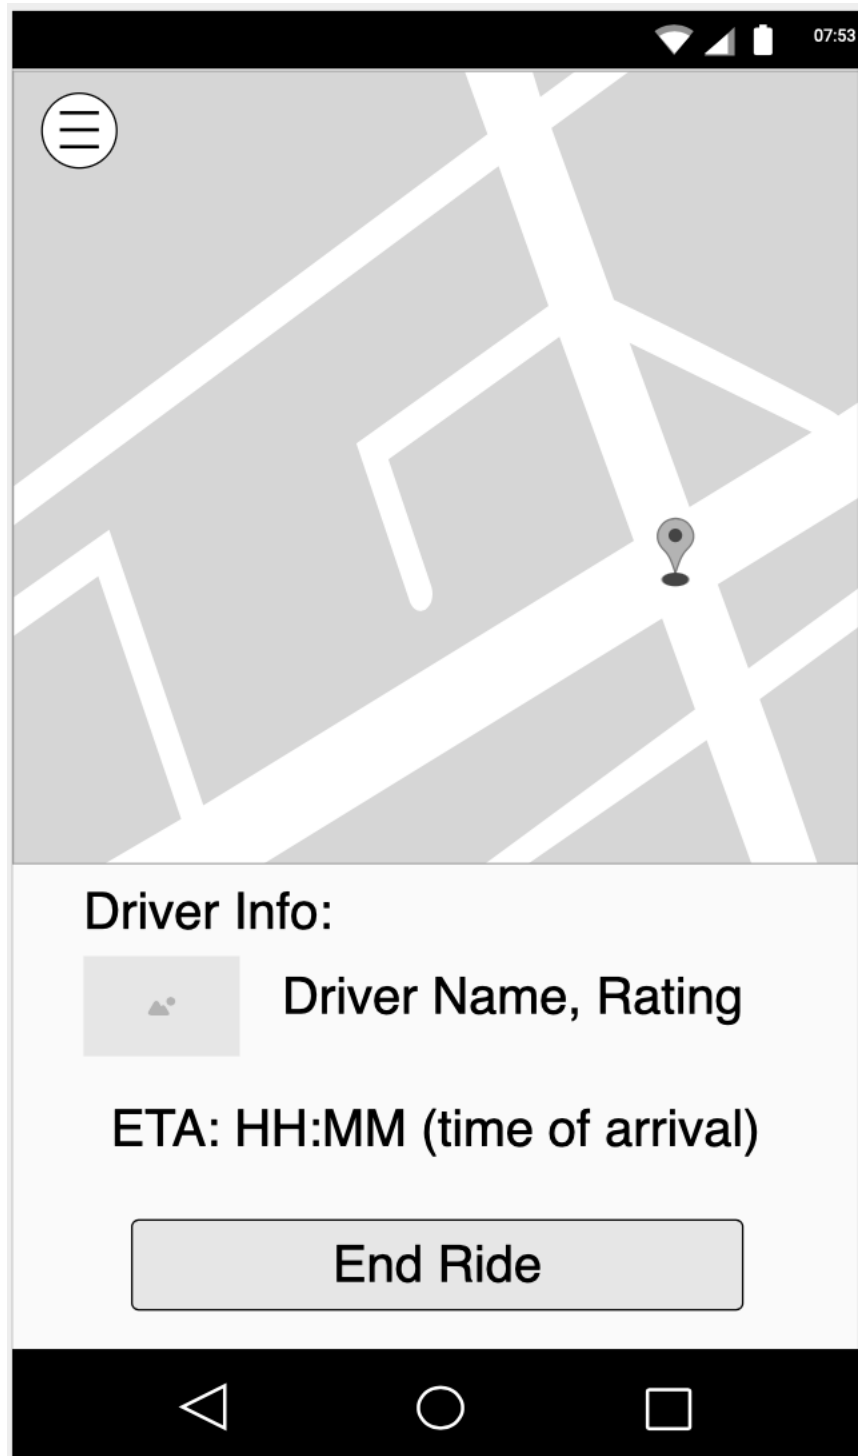 07:53
Driver Info:
Driver Name, Rating
ETA: HH:MM (time of arrival)
End Ride